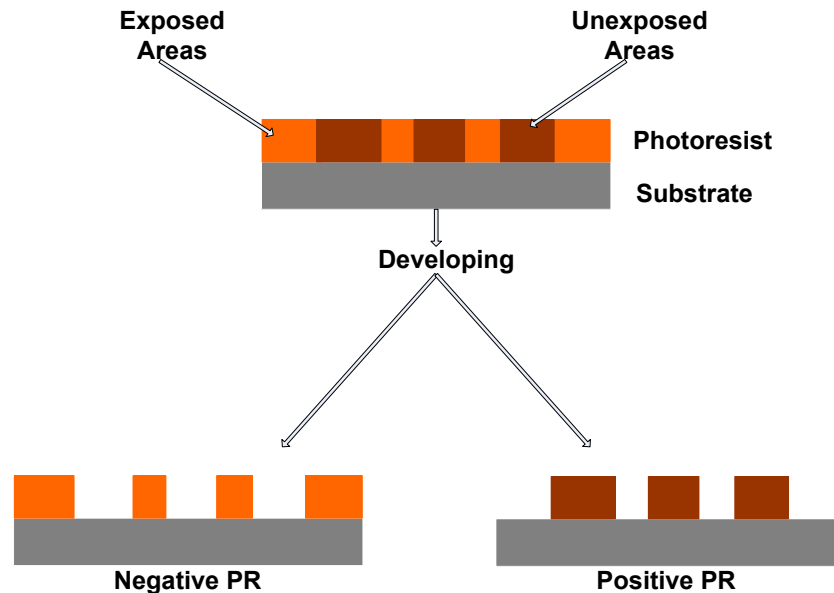 Exposed
Areas
Unexposed
Areas
Photoresist
Substrate
Developing
Negative PR
Positive PR